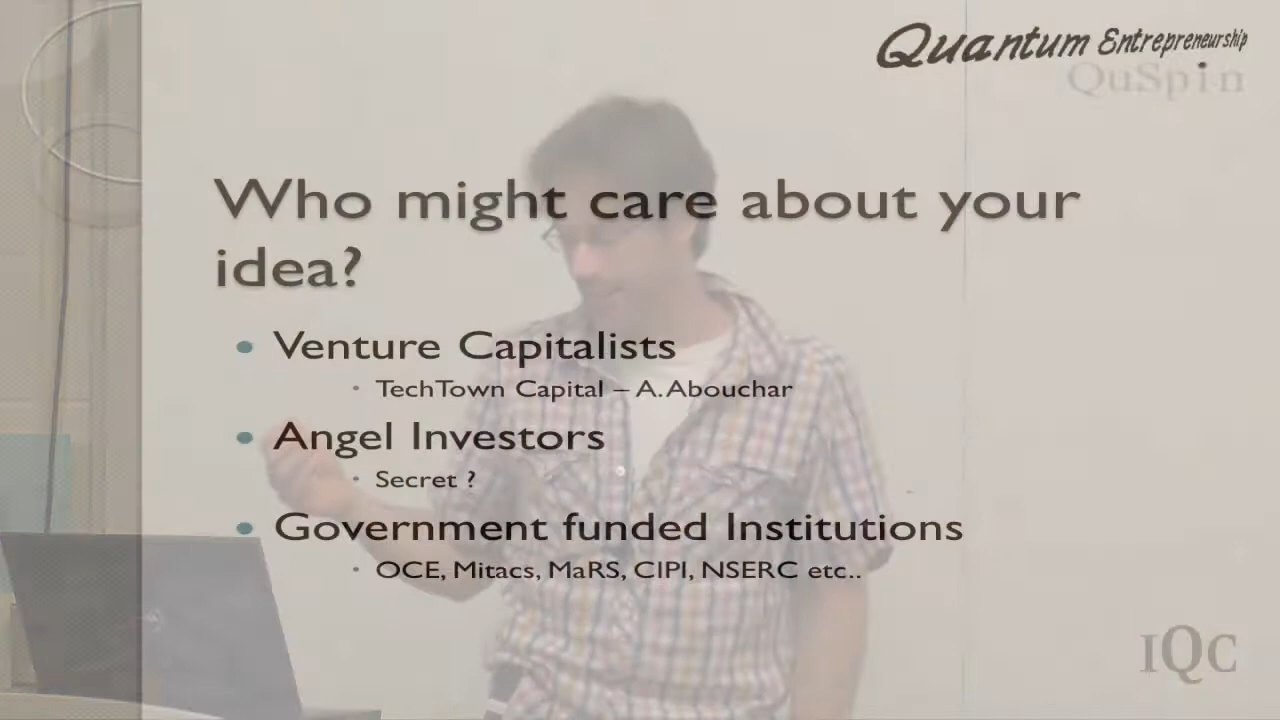 Quantum Entrepreneurship
QuSpin
Who might care about your
idea?
• Venture Capitalists
• TechTown Capital – A. Abouchar
• Angel Investors
• Secret ?
• Government funded Institutions
• OCE, Mitacs, MaRS, CIPI, NSERC etc..
IQC